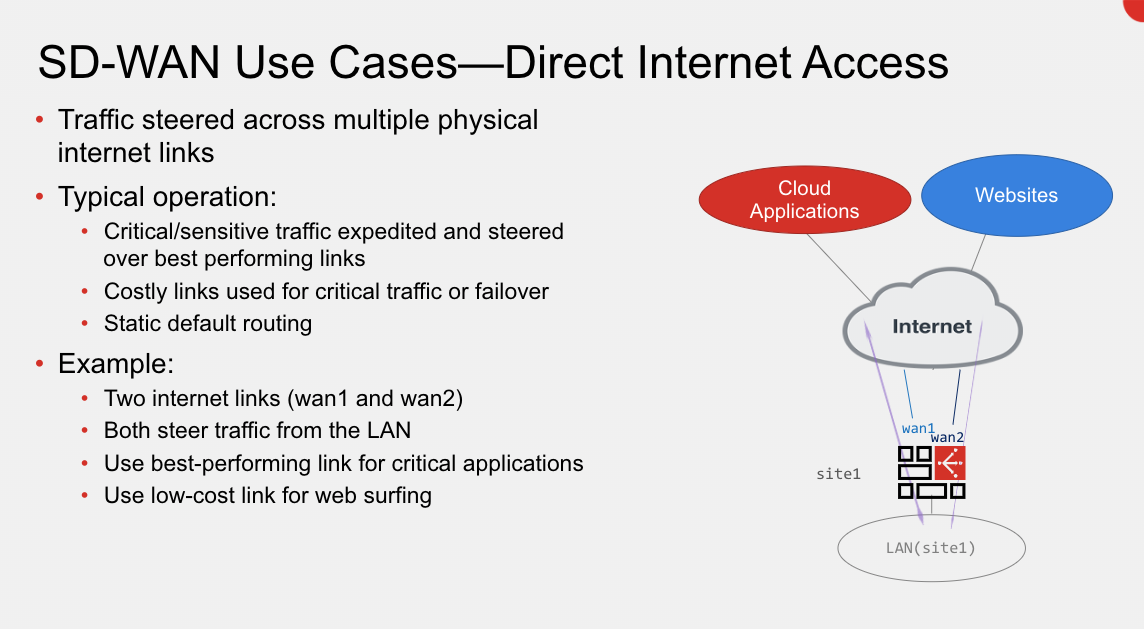 SD-WAN Use Cases—Direct Internet Access
• Traffic steered across multiple physical
internet links
• Typical operation:
• Critical/sensitive traffic expedited and steered
over best performing links
• Costly links used for critical traffic or failover
• Static default routing
• Example:
• Two internet links (wan1 and wan2)
• Both steer traffic from the LAN
• Use best-performing link for critical applications
• Use low-cost link for web surfing
Cloud
Applications
Websites
Internet
wan1
wan2
site1
LAN(site1)